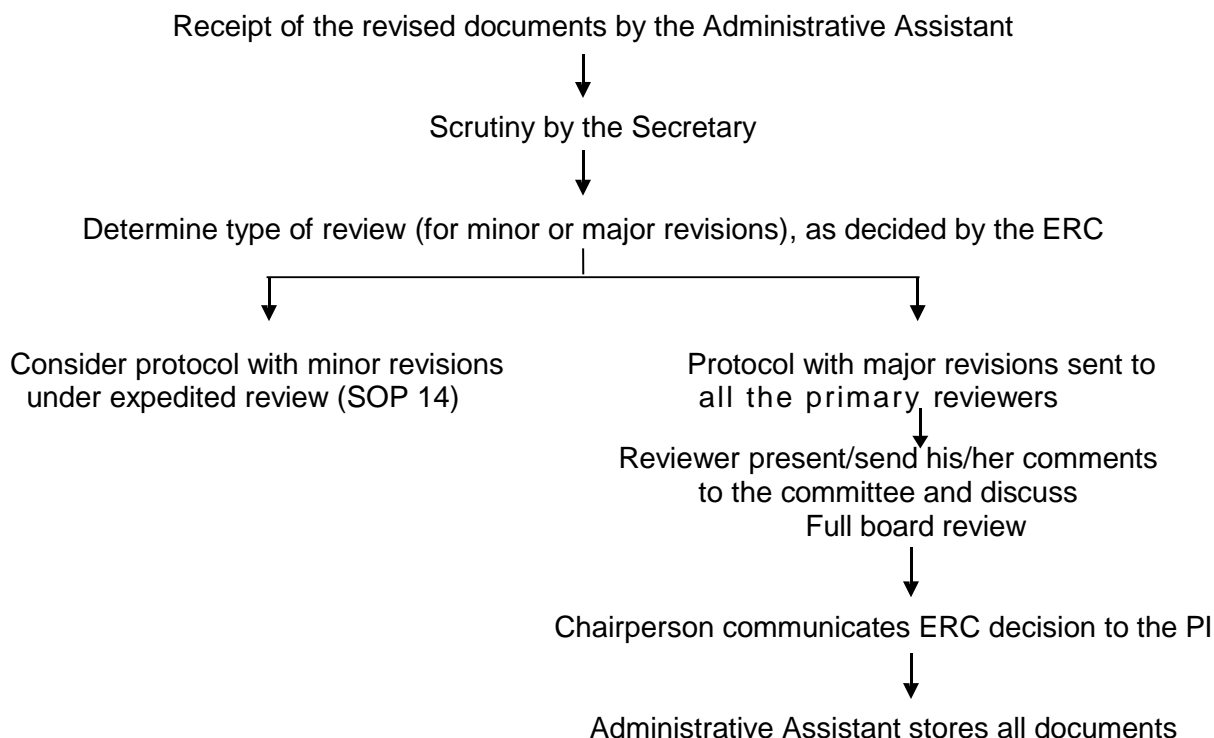 Receipt of the revised documents by the Administrative Assistant
Scrutiny by the Secretary
Determine type of review (for minor or major revisions), as decided by the ERC
Consider protocol with minor revisions
under expedited review (SOP 14)
Protocol with major revisions sent to
all the primary reviewers
Reviewer present/send his/her comments
to the committee and discuss
Full board review
Chairperson communicates ERC decision to the PI
Administrative Assistant stores all documents